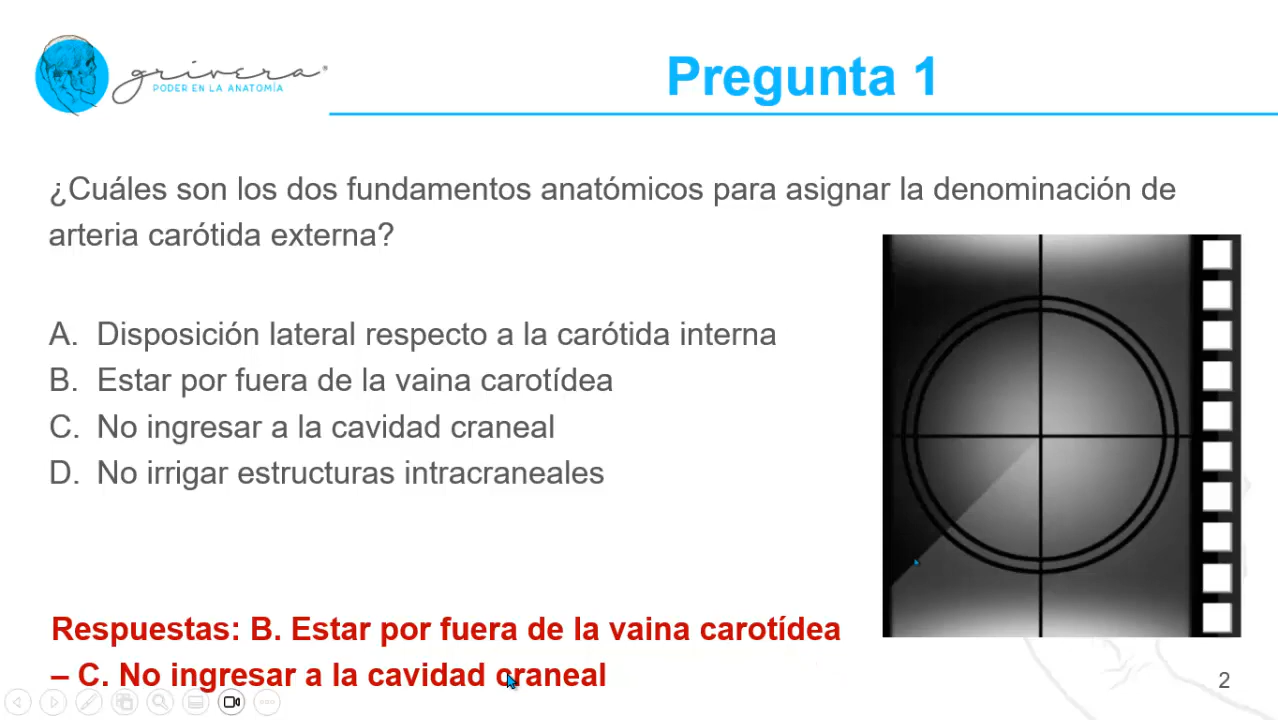 grivera®
PODER EN LA ANATOMÍA
Pregunta 1
¿Cuáles son los dos fundamentos anatómicos para asignar la denominación de
arteria carótida externa?
A. Disposición lateral respecto a la carótida interna
B. Estar por fuera de la vaina carotídea
C. No ingresar a la cavidad craneal
D. No irrigar estructuras intracraneales
Respuestas: B. Estar por fuera de la vaina carotídea
– C. No ingresar a la cavidad craneal
2